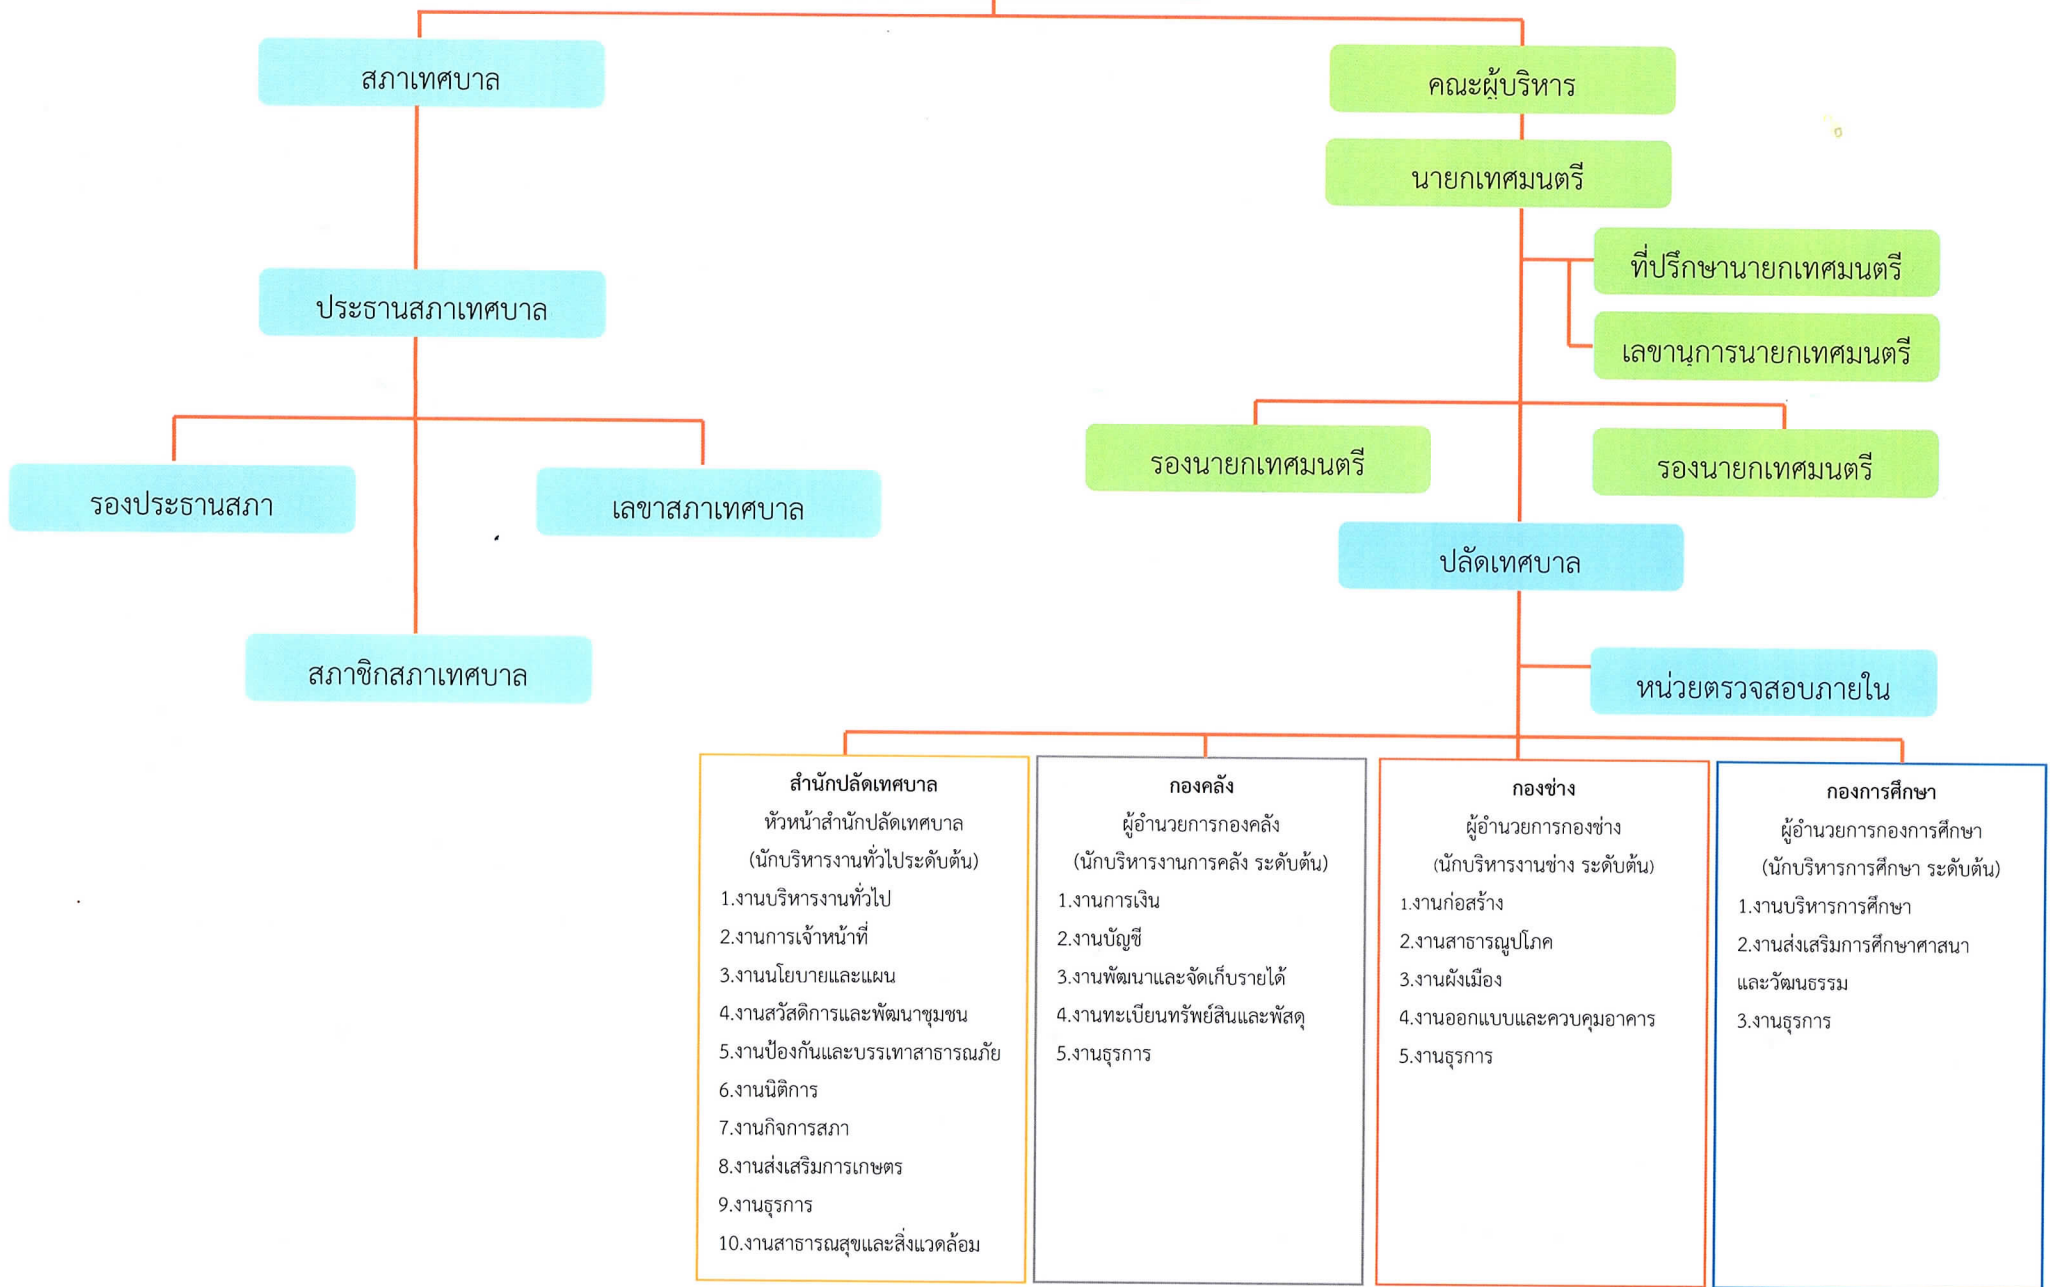 สภาเทศบาล
คณะผู้บริหาร
นายกเทศมนตรี
ที่ปรึกษานายกเทศมนตรี
เลขานุการนายกเทศมนตรี
ประธานสภาเทศบาล
รองประธานสภา
เลขาสภาเทศบาล
สภาชิกสภาเทศบาล
รองนายกเทศมนตรี
รองนายกเทศมนตรี
ปลัดเทศบาล
หน่วยตรวจสอบภายใน
สำนักปลัดเทศบาล
หัวหน้าสำนักปลัดเทศบาล
(นักบริหารงานทั่วไประดับต้น)
1.งานบริหารงานทั่วไป
2.งานการเจ้าหน้าที่
3.งานนโยบายและแผน
4.งานสวัสดิการและพัฒนาชุมชน
5.งานป้องกันและบรรเทาสาธารณภัย
6.งานนิติการ
7.งานกิจการสภา
8.งานส่งเสริมการเกษตร
9.งานธุรการ
10.งานสาธารณสุขและสิ่งแวดล้อม
กองคลัง
ผู้อำนวยการกองคลัง
(นักบริหารงานการคลัง ระดับต้น)
1.งานการเงิน
2.งานบัญชี
3.งานพัฒนาและจัดเก็บรายได้
4.งานทะเบียนทรัพย์สินและพัสดุ
5.งานธุรการ
กองช่าง
ผู้อำนวยการกองช่าง
(นักบริหารงานช่าง ระดับต้น)
1.งานก่อสร้าง
2.งานสาธารณูปโภค
3.งานผังเมือง
4.งานออกแบบและควบคุมอาคาร
5.งานธุรการ
กองการศึกษา
ผู้อำนวยการกองการศึกษา
(นักบริหารการศึกษา ระดับต้น)
1.งานบริหารการศึกษา
2.งานส่งเสริมการศึกษาศาสนา
และวัฒนธรรม
3.งานธุรการ